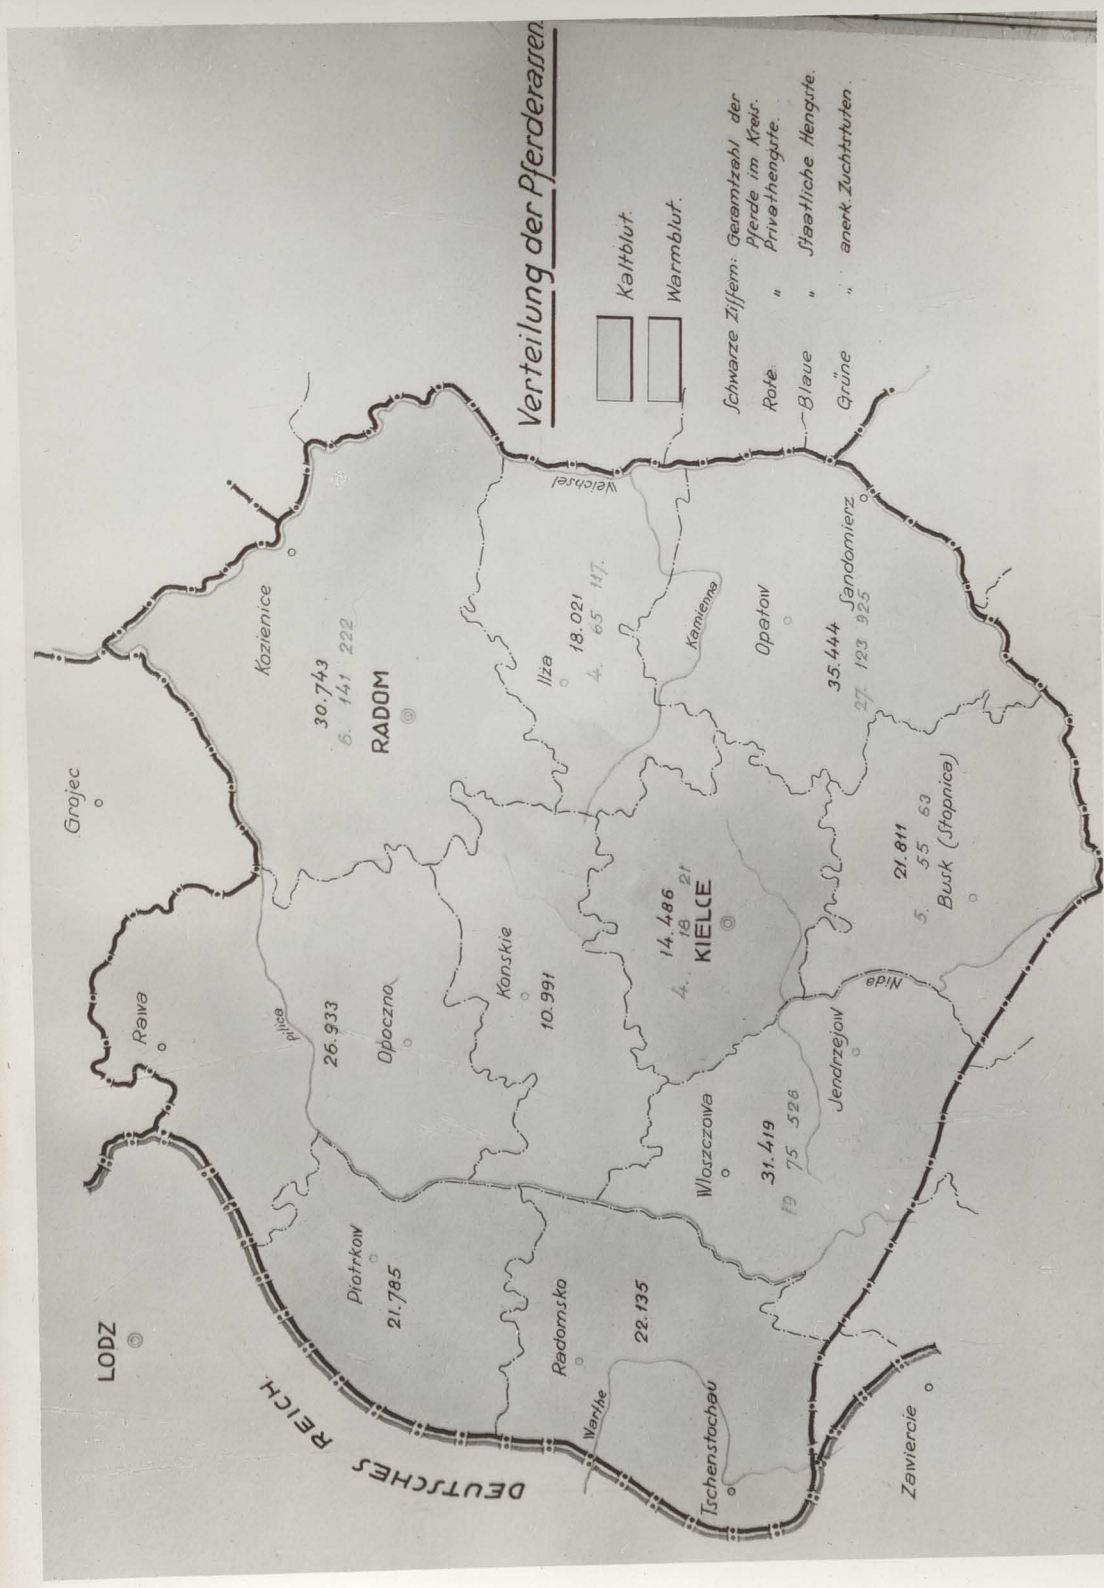 Verteilung der Pferderassen
Kaltblut.
Warmblut.
Schwarze Ziffern: Gesamtzahl der
Pferde im Kreis.
Rote " Privathengste.
Blaue " Staatliche Hengste.
Grüne " anerk. Zuchtstuten.
LODZ
DEUTSCHES REICH.
Rawa
Grojec
Pilica
Kozienice
30.743
6. 141 222
RADOM
Piotrkow
21.785
26.933
Opoczno
Konskie
10.991
Ilza
18.021
4. 65 117.
Weichsel
Radomsko
22.135
Warthe
Tschenstochau
Wloszczowa
31.419
19 75 526
Jendrzejow
14.486
4. 18 21
KIELCE
Kamienna
Opatow
35.444
27 123 925
Sandomierz
Nida
21.811
5. 55 63
Busk (Stopnica)
Zawiercie